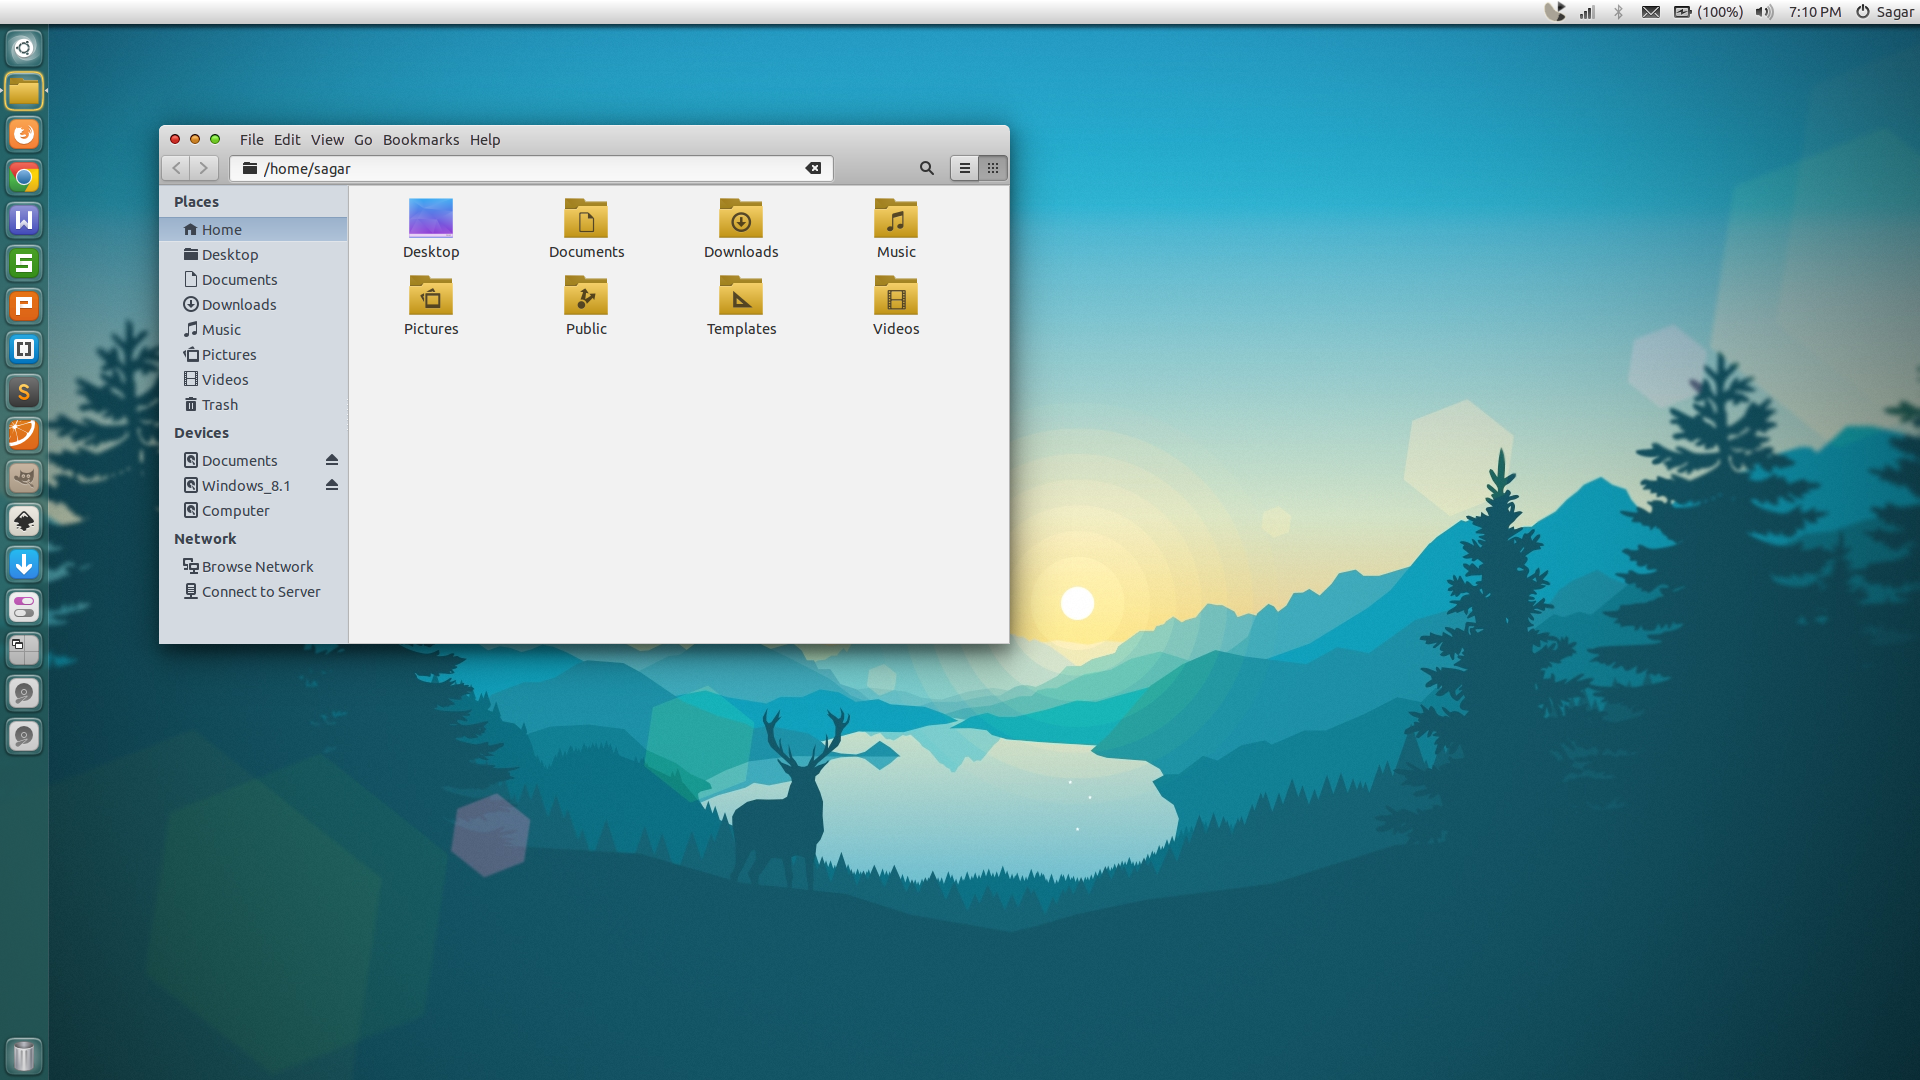 (100%) 7:10 PM Sagar
File Edit View Go Bookmarks Help
/home/sagar
Places
Home
Desktop
Documents
Downloads
Music
Pictures
Videos
Trash
Devices
Documents
Windows_8.1
Computer
Network
Browse Network
Connect to Server
Desktop Documents Downloads Music
Pictures Public Templates Videos
W
S
P
S